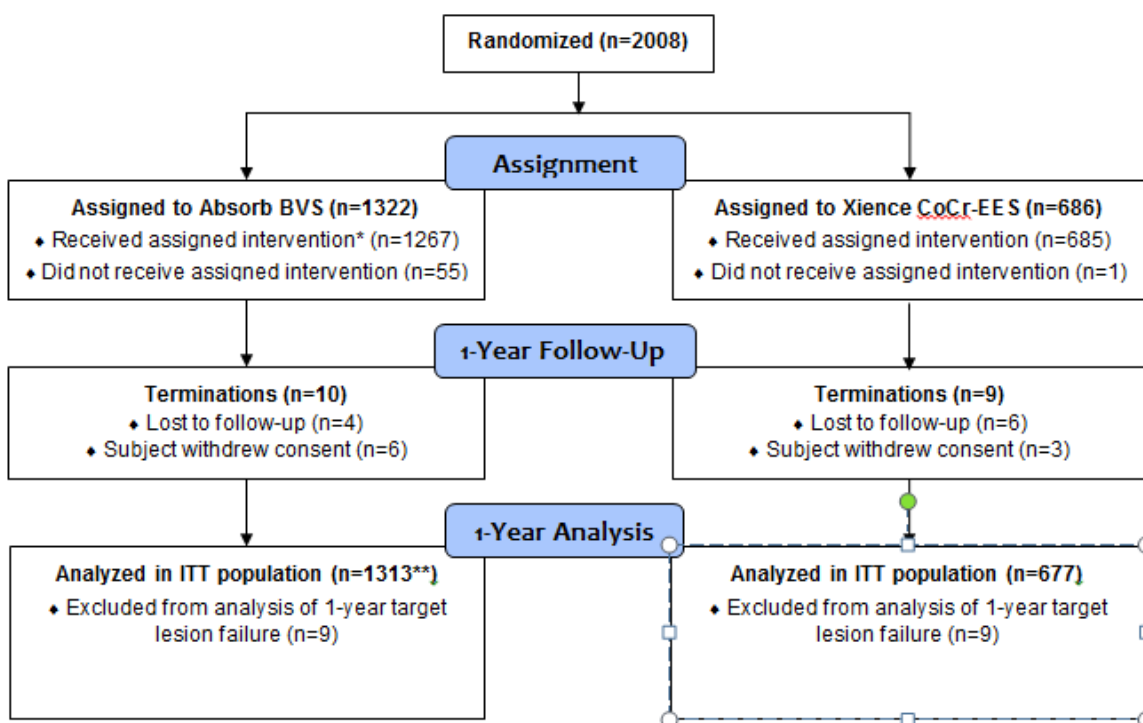 Randomized (n=2008)
Assignment
Assigned to Absorb BVS (n=1322)
♦ Received assigned intervention* (n=1267)
♦ Did not receive assigned intervention (n=55)
Assigned to Xience CoCr-EES (n=686)
♦ Received assigned intervention (n=685)
♦ Did not receive assigned intervention (n=1)
1-Year Follow-Up
Terminations (n=10)
♦ Lost to follow-up (n=4)
♦ Subject withdrew consent (n=6)
Terminations (n=9)
♦ Lost to follow-up (n=6)
♦ Subject withdrew consent (n=3)
1-Year Analysis
Analyzed in ITT population (n=1313**)
♦ Excluded from analysis of 1-year target
lesion failure (n=9)
Analyzed in ITT population (n=677)
♦ Excluded from analysis of 1-year target
lesion failure (n=9)